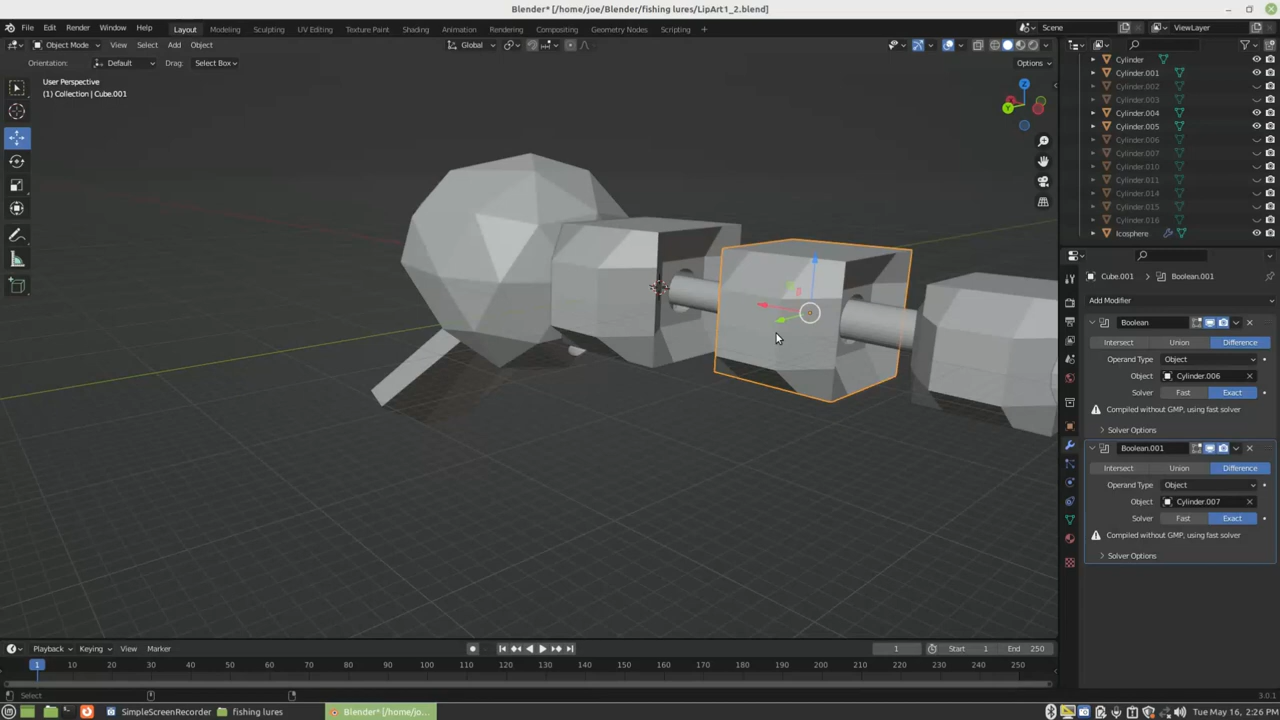 Blender* [/home/joe/Blender/fishing lures/LipArt1_2.blend]
File Edit Render Window Help Layout Modeling Sculpting UV Editing Texture Paint Shading Animation Rendering Compositing Geometry Nodes Scripting + Scene ViewLayer
Object Mode View Select Add Object Global
Orientation: Default Drag: Select Box Options
User Perspective
(1) Collection | Cube.001
Z
Y
Cylinder
Cylinder.001
Cylinder.002
Cylinder.003
Cylinder.004
Cylinder.005
Cylinder.006
Cylinder.007
Cylinder.010
Cylinder.011
Cylinder.014
Cylinder.015
Cylinder.016
Icosphere
Cube.001 > Boolean.001
Add Modifier
Boolean
Intersect Union Difference
Operand Type Object
Object Cylinder.006
Solver Fast Exact
Compiled without GMP, using fast solver
Solver Options
Boolean.001
Intersect Union Difference
Operand Type Object
Object Cylinder.007
Solver Fast Exact
Compiled without GMP, using fast solver
Solver Options
Playback Keying View Marker 1 Start 1 End 250
1 10 20 30 40 50 60 70 80 90 100 110 120 130 140 150 160 170 180 190 200 210 220 230 240 250
Select 3.0.1
SimpleScreenRecorder fishing lures Blender* [/home/jo... Tue May 16, 2:26 PM